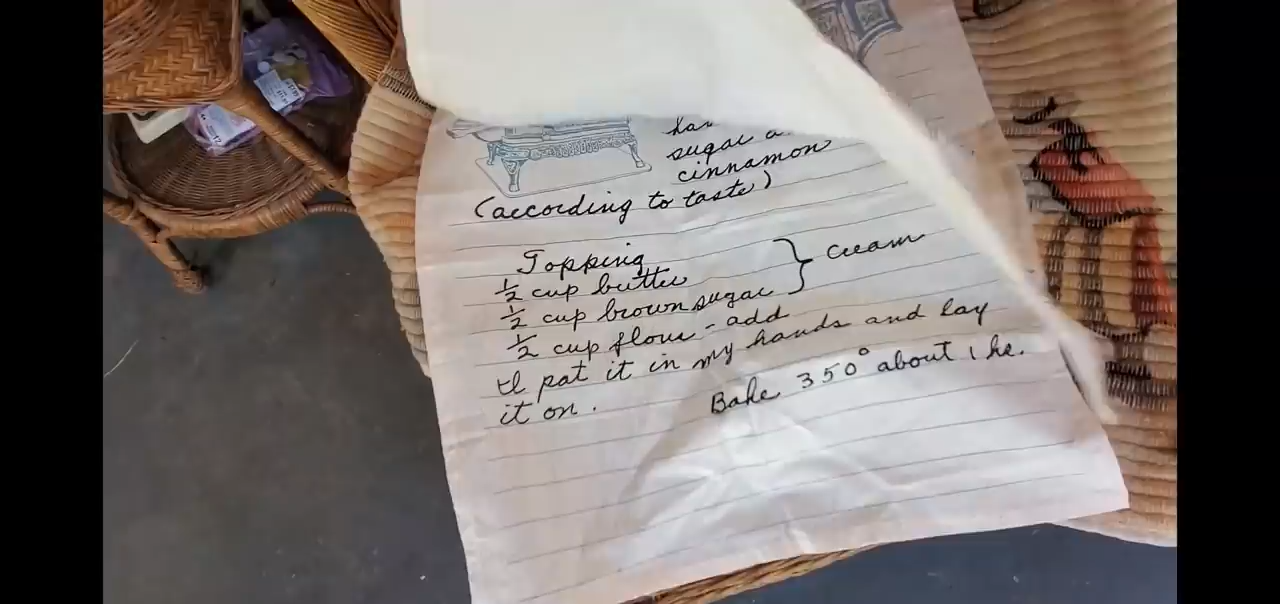 sugar
cinnamon
(according to taste)
Topping
½ cup butter
½ cup brown sugar } cream
½ cup flour - add
I pat it in my hands and lay
it on.
Bake 350° about 1 hr.